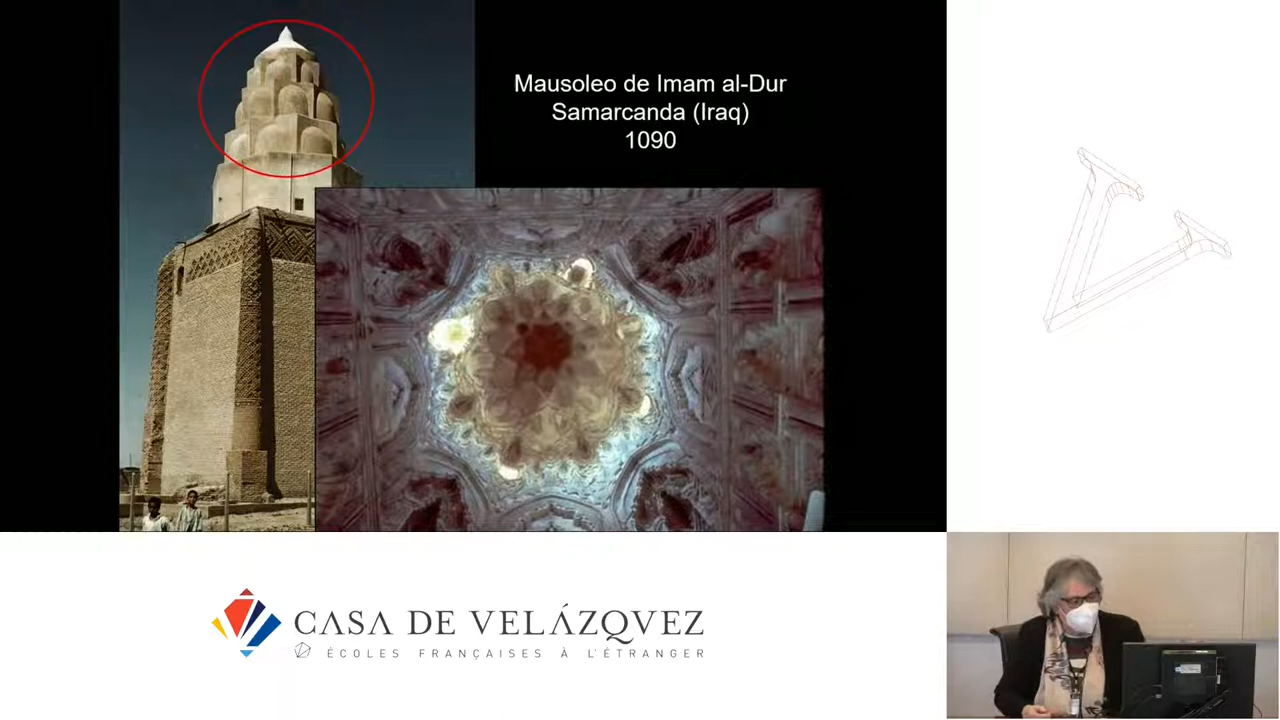 Mausoleo de Imam al-Dur
Samarcanda (Iraq)
1090
CASA DE VELÁZQVEZ
ÉCOLES FRANÇAISES À L'ÉTRANGER